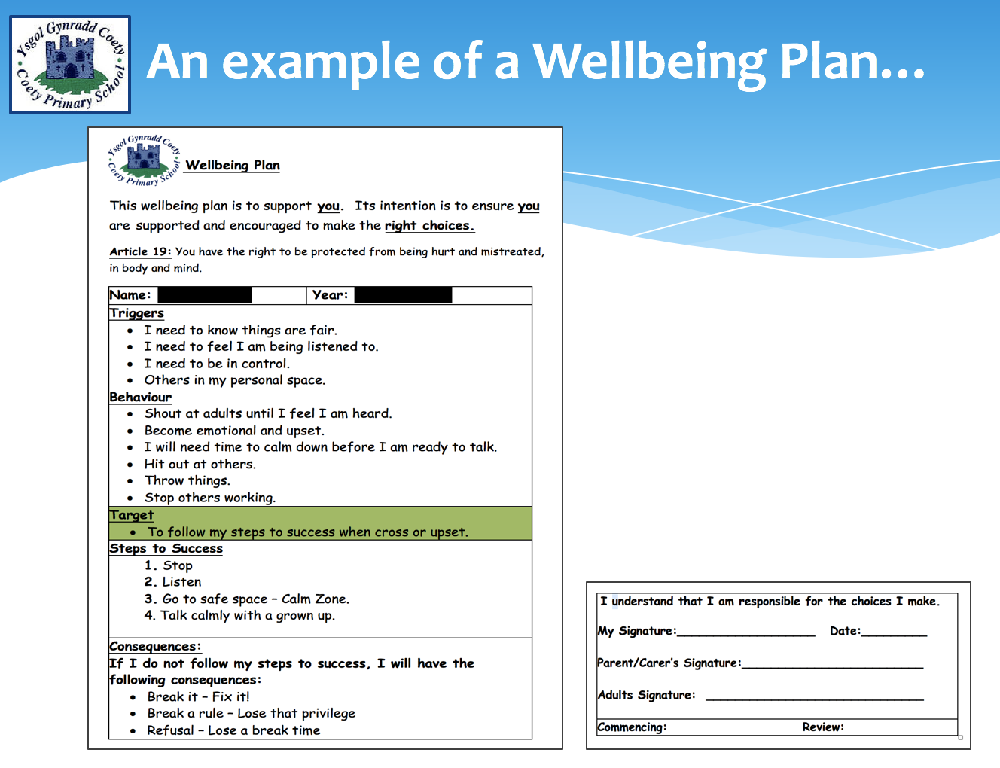 Ysgol Gynradd Coety
Coety Primary School
An example of a Wellbeing Plan...
Ysgol Gynradd Coety
Coety Primary School
Wellbeing Plan
This wellbeing plan is to support you. Its intention is to ensure you
are supported and encouraged to make the right choices.
Article 19: You have the right to be protected from being hurt and mistreated,
in body and mind.
Name: Year:
Triggers
• I need to know things are fair.
• I need to feel I am being listened to.
• I need to be in control.
• Others in my personal space.
Behaviour
• Shout at adults until I feel I am heard.
• Become emotional and upset.
• I will need time to calm down before I am ready to talk.
• Hit out at others.
• Throw things.
• Stop others working.
Target
• To follow my steps to success when cross or upset.
Steps to Success
1. Stop
2. Listen
3. Go to safe space – Calm Zone.
4. Talk calmly with a grown up.
Consequences:
If I do not follow my steps to success, I will have the
following consequences:
• Break it – Fix it!
• Break a rule – Lose that privilege
• Refusal – Lose a break time
I understand that I am responsible for the choices I make.
My Signature:____________________ Date:_________
Parent/Carer's Signature:__________________________
Adults Signature: _______________________________
Commencing: Review: